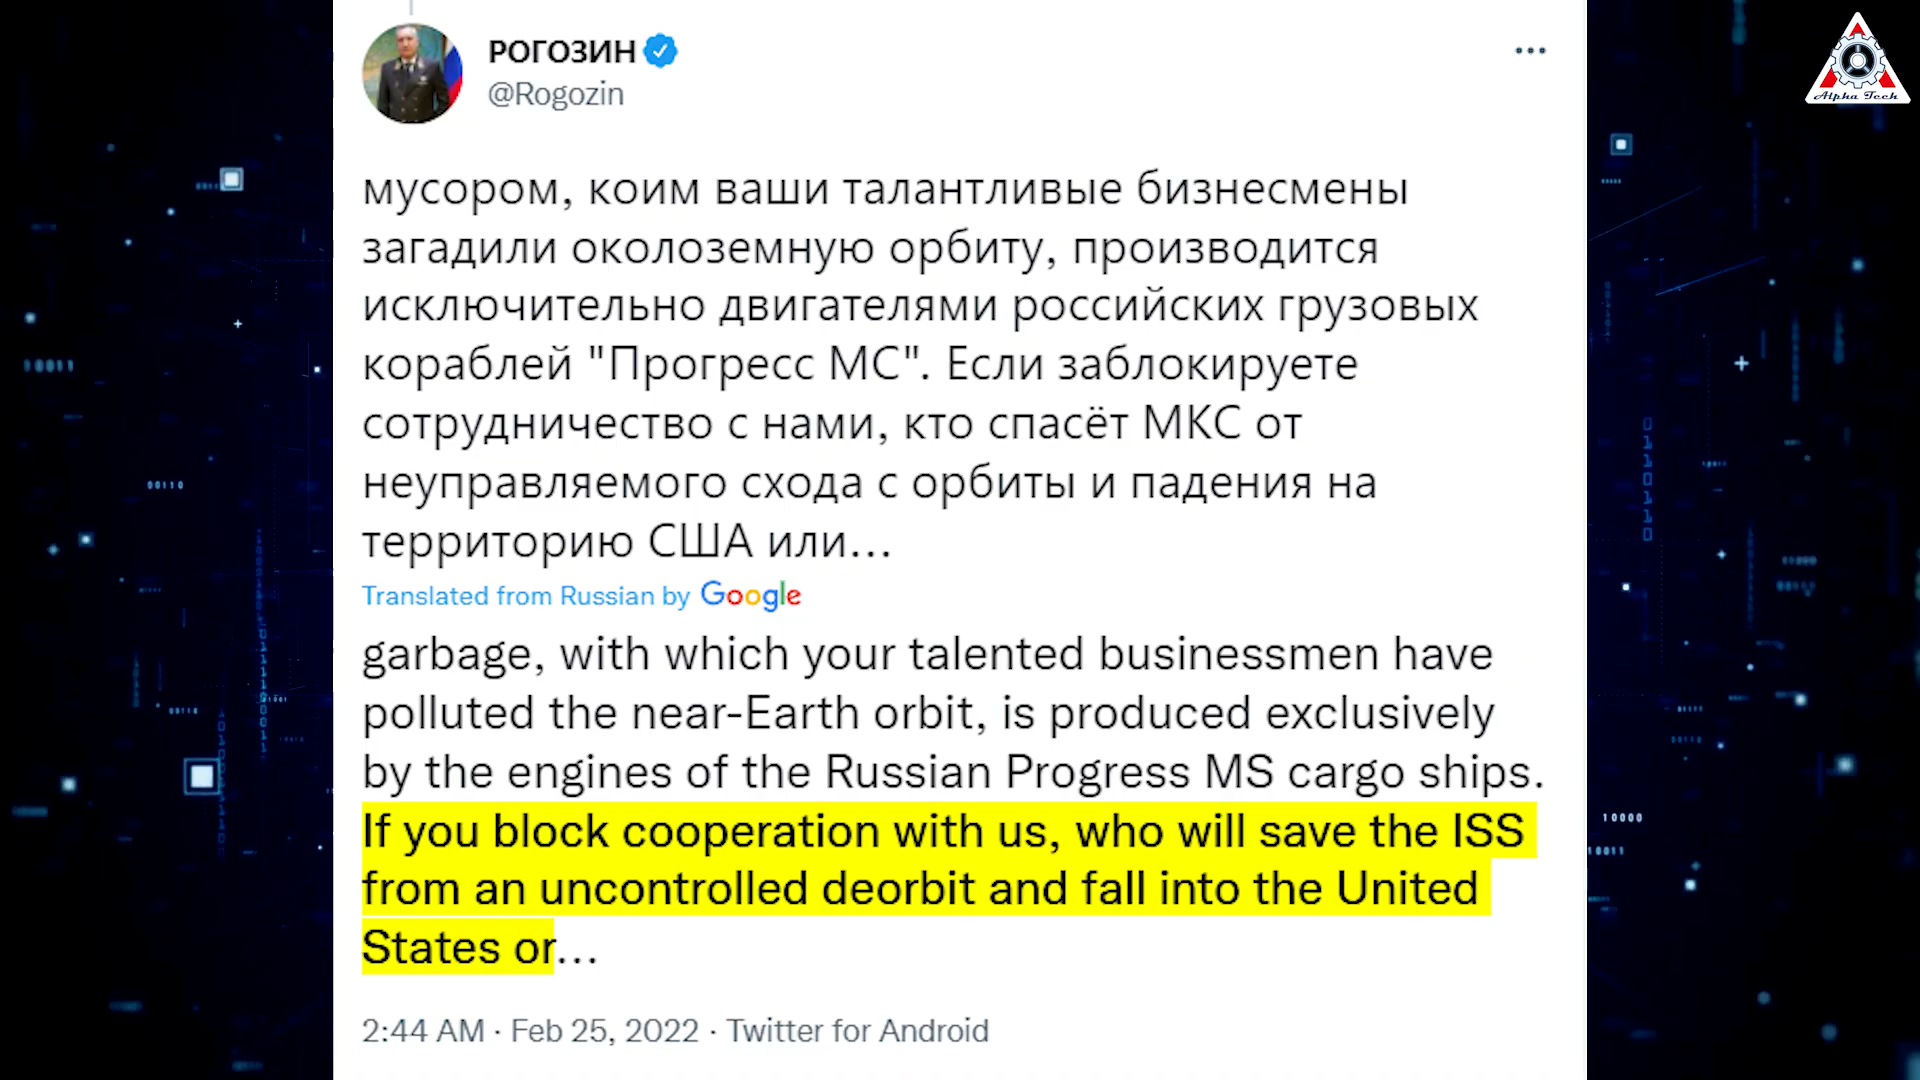 РОГОЗИН
@Rogozin
мусором, коим ваши талантливые бизнесмены
загадили околоземную орбиту, производится
исключительно двигателями российских грузовых
кораблей "Прогресс МС". Если заблокируете
сотрудничество с нами, кто спасёт МКС от
неуправляемого схода с орбиты и падения на
территорию США или...
Translated from Russian by Google
garbage, with which your talented businessmen have
polluted the near-Earth orbit, is produced exclusively
by the engines of the Russian Progress MS cargo ships.
If you block cooperation with us, who will save the ISS
from an uncontrolled deorbit and fall into the United
States or...
2:44 AM · Feb 25, 2022 · Twitter for Android
Alpha Tech
10011
00110
10000
10011